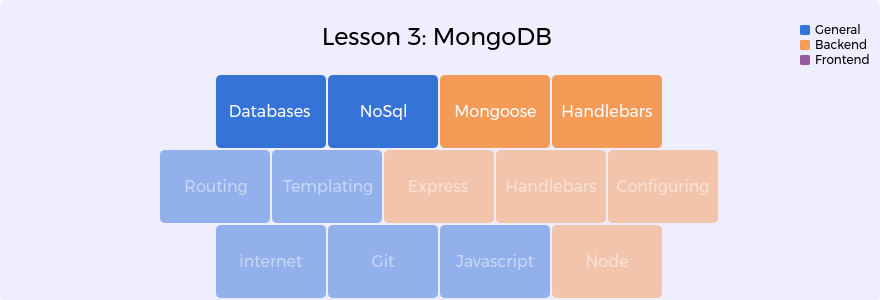 Lesson 3: MongoDB
General
Backend
Frontend
Databases NoSql Mongoose Handlebars
Routing Templating Express Handlebars Configuring
internet Git Javascript Node